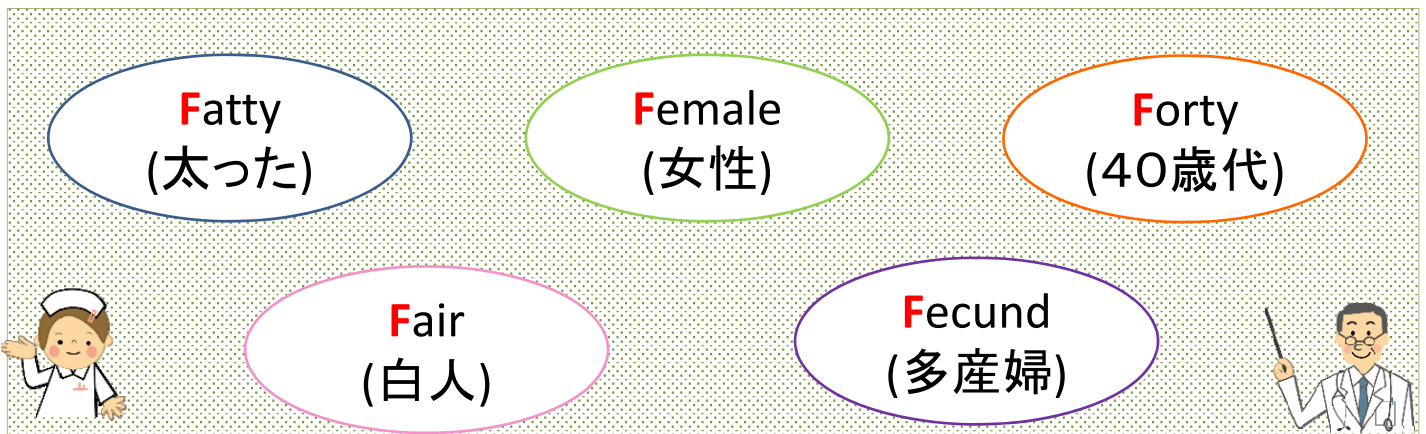 Fatty
(太った)
Female
(女性)
Forty
(４０歳代)
Fair
(白人)
Fecund
(多産婦)